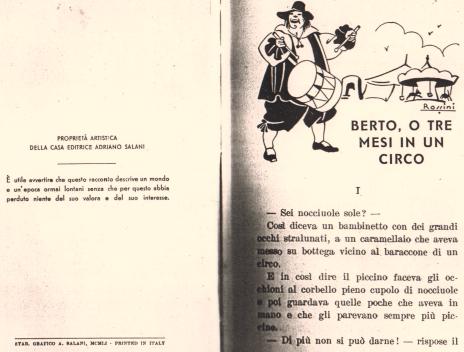 PROPRIETÀ ARTISTICA
DELLA CASA EDITRICE ADRIANO SALANI
È utile avvertire che questo racconto descrive un mondo
e un'epoca ormai lontani senza che per questo abbia
perduto niente del suo valore e del suo interesse.
STAB. GRAFICO A. SALANI, MCMLI - PRINTED IN ITALY
Rossini
BERTO, O TRE
MESI IN UN
CIRCO
I
— Sei nocciuole sole? —
Così diceva un bambinetto con dei grandi
occhi stralunati, a un caramellaio che aveva
messo su bottega vicino al baraccone di un
circo.
E in così dire il piccino faceva gli oc-
chioni al corbello pieno cupolo di nocciuole
e poi guardava quelle poche che aveva in
mano e che gli parevano sempre più pic-
cine.
— Di più non si può darne! — rispose il